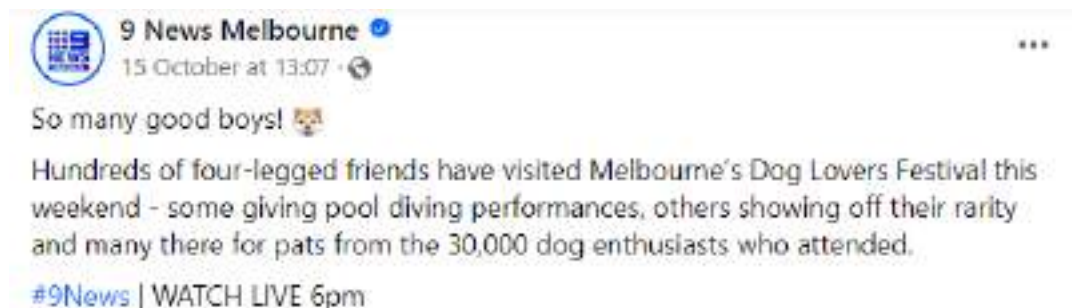 9 News Melbourne
15 October at 13:07 ·
So many good boys! 🐶
Hundreds of four-legged friends have visited Melbourne's Dog Lovers Festival this
weekend - some giving pool diving performances, others showing off their rarity
and many there for pats from the 30,000 dog enthusiasts who attended.
#9News | WATCH LIVE 6pm